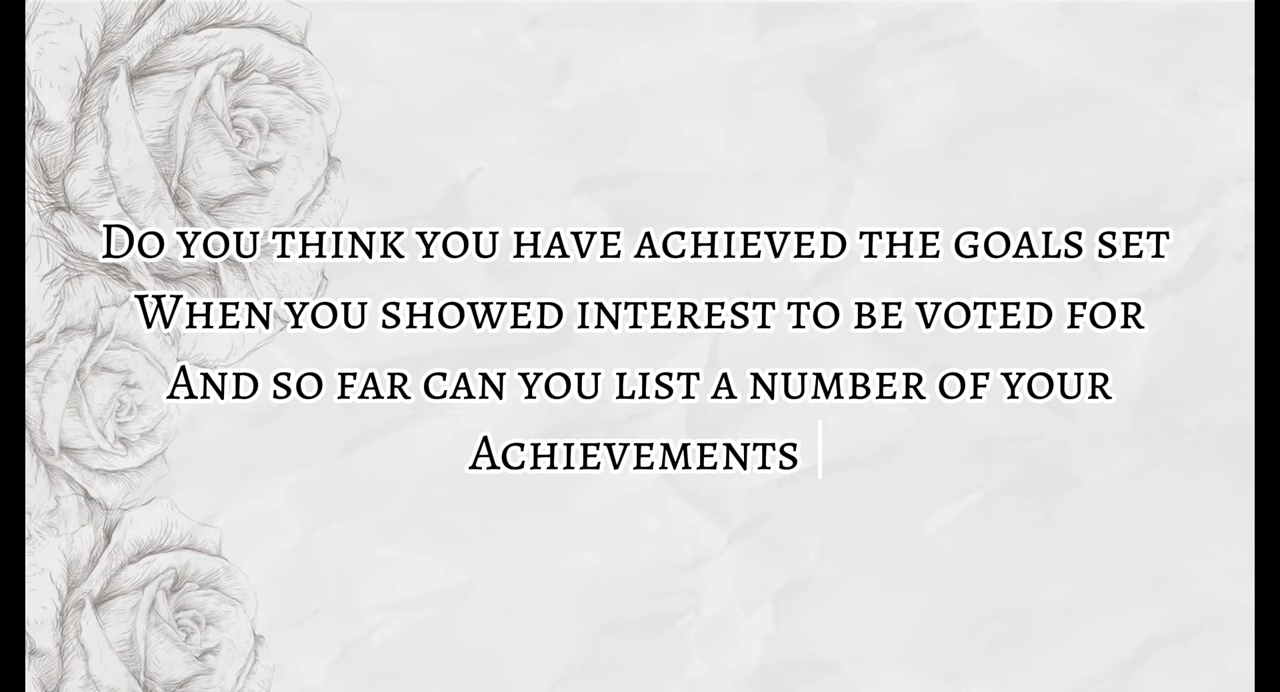 Do you think you have achieved the goals set
When you showed interest to be voted for
And so far can you list a number of your
Achievements